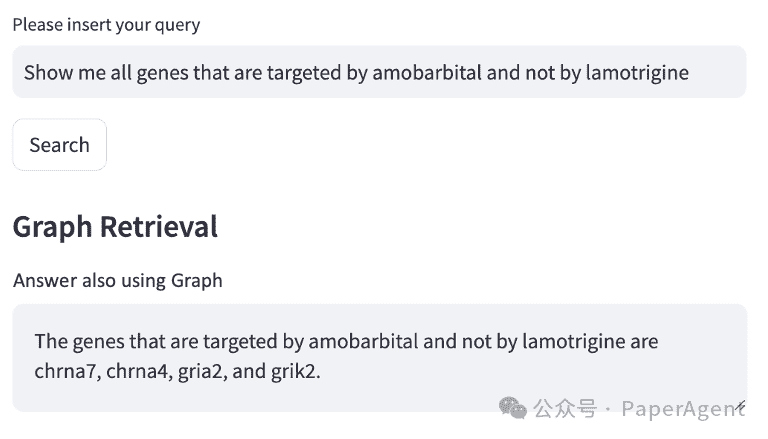 Please insert your query
Show me all genes that are targeted by amobarbital and not by lamotrigine
Search
Graph Retrieval
Answer also using Graph
The genes that are targeted by amobarbital and not by lamotrigine are
chrna7, chrna4, gria2, and grik2.
公众号 · PaperAgent